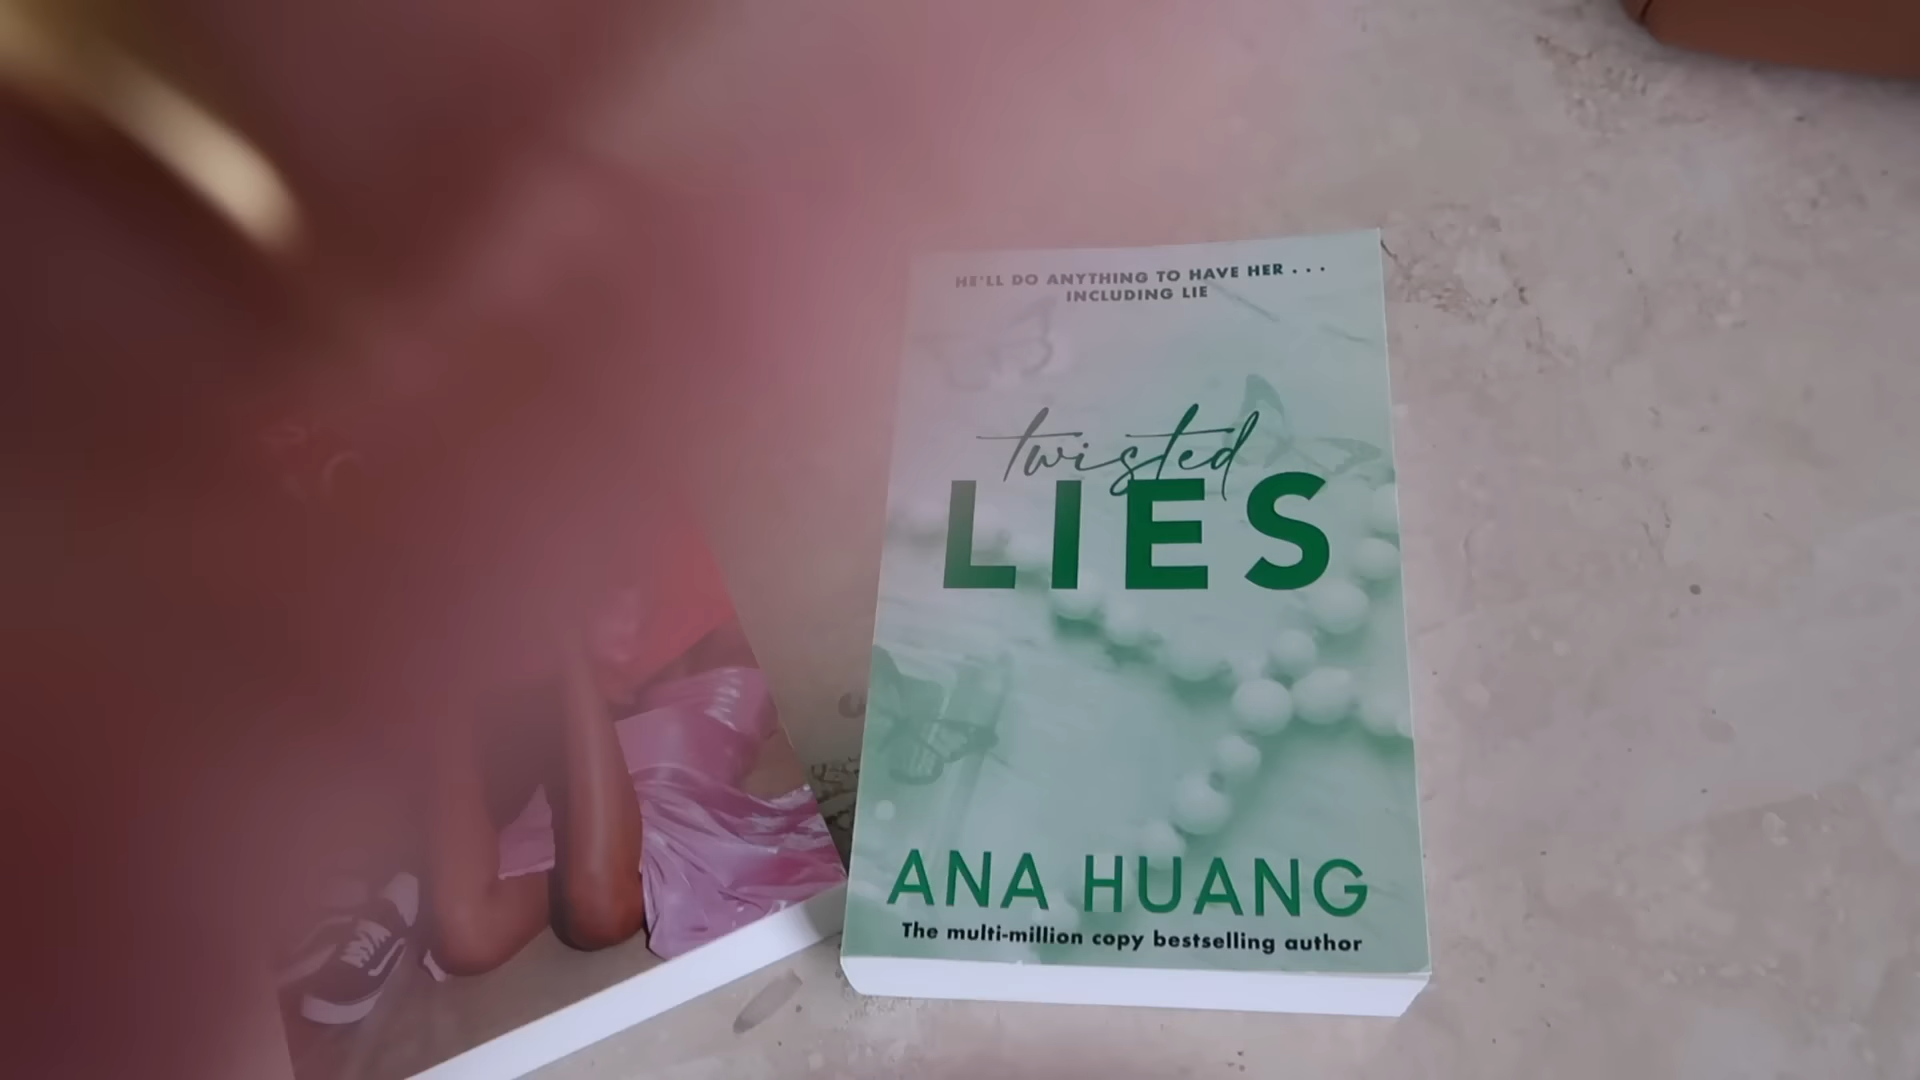 HE'LL DO ANYTHING TO HAVE HER . . .
INCLUDING LIE
twisted
LIES
ANA HUANG
The multi-million copy bestselling author